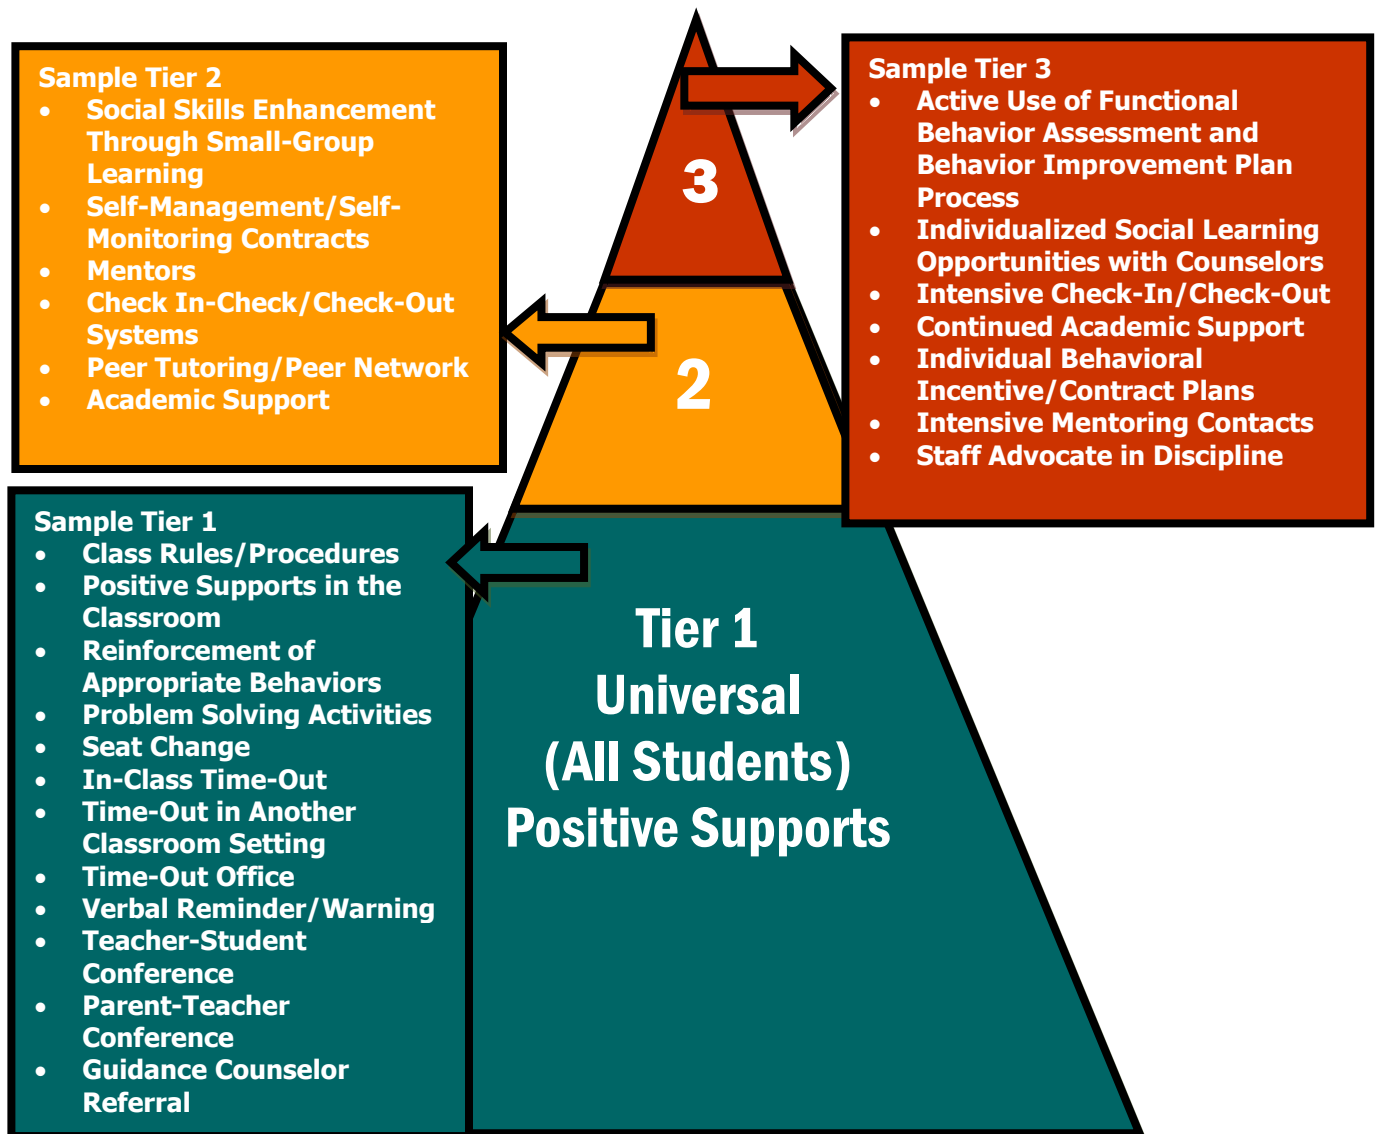 Sample Tier 2
• Social Skills Enhancement
Through Small-Group
Learning
• Self-Management/Self-
Monitoring Contracts
• Mentors
• Check In-Check/Check-Out
Systems
• Peer Tutoring/Peer Network
• Academic Support
3
Sample Tier 3
• Active Use of Functional
Behavior Assessment and
Behavior Improvement Plan
Process
• Individualized Social Learning
Opportunities with Counselors
• Intensive Check-In/Check-Out
• Continued Academic Support
• Individual Behavioral
Incentive/Contract Plans
• Intensive Mentoring Contacts
• Staff Advocate in Discipline
2
Sample Tier 1
• Class Rules/Procedures
• Positive Supports in the
Classroom
• Reinforcement of
Appropriate Behaviors
• Problem Solving Activities
• Seat Change
• In-Class Time-Out
• Time-Out in Another
Classroom Setting
• Time-Out Office
• Verbal Reminder/Warning
• Teacher-Student
Conference
• Parent-Teacher
Conference
• Guidance Counselor
Referral
Tier 1
Universal
(All Students)
Positive Supports